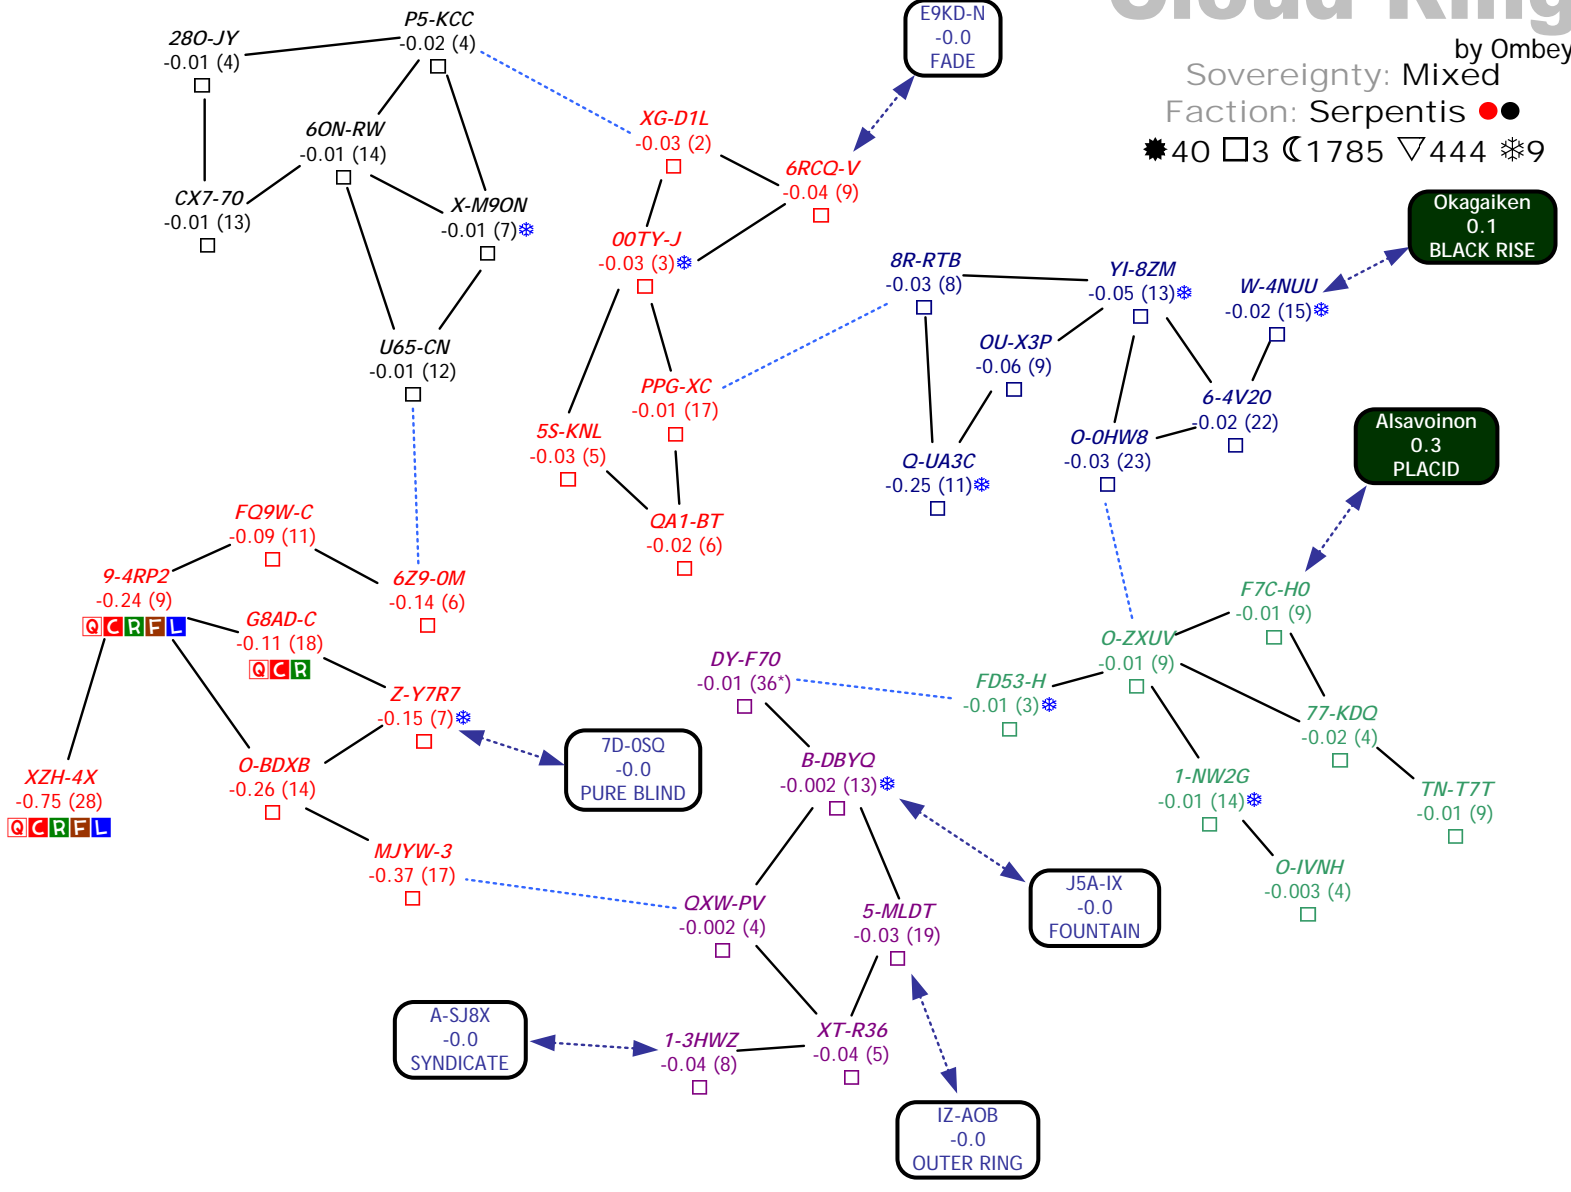 Cloud Ring
by Ombey
Sovereignty: Mixed
Faction: Serpentis
40 3 1785 444 9
P5-KCC
-0.02 (4)
28O-JY
-0.01 (4)
6ON-RW
-0.01 (14)
CX7-70
-0.01 (13)
X-M9ON
-0.01 (7)
U65-CN
-0.01 (12)
E9KD-N
-0.0
FADE
XG-D1L
-0.03 (2)
6RCQ-V
-0.04 (9)
00TY-J
-0.03 (3)
PPG-XC
-0.01 (17)
5S-KNL
-0.03 (5)
QA1-BT
-0.02 (6)
Okagaiken
0.1
BLACK RISE
8R-RTB
-0.03 (8)
YI-8ZM
-0.05 (13)
W-4NUU
-0.02 (15)
OU-X3P
-0.06 (9)
6-4V20
-0.02 (22)
O-0HW8
-0.03 (23)
Q-UA3C
-0.25 (11)
Alsavoinon
0.3
PLACID
FQ9W-C
-0.09 (11)
9-4RP2
-0.24 (9)
Q C R F L
6Z9-0M
-0.14 (6)
G8AD-C
-0.11 (18)
Q C R
Z-Y7R7
-0.15 (7)
O-BDXB
-0.26 (14)
XZH-4X
-0.75 (28)
Q C R F L
MJYW-3
-0.37 (17)
7D-0SQ
-0.0
PURE BLIND
DY-F70
-0.01 (36*)
B-DBYQ
-0.002 (13)
QXW-PV
-0.002 (4)
5-MLDT
-0.03 (19)
XT-R36
-0.04 (5)
1-3HWZ
-0.04 (8)
A-SJ8X
-0.0
SYNDICATE
J5A-IX
-0.0
FOUNTAIN
IZ-AOB
-0.0
OUTER RING
F7C-H0
-0.01 (9)
O-ZXUV
-0.01 (9)
FD53-H
-0.01 (3)
77-KDQ
-0.02 (4)
1-NW2G
-0.01 (14)
TN-T7T
-0.01 (9)
O-IVNH
-0.003 (4)